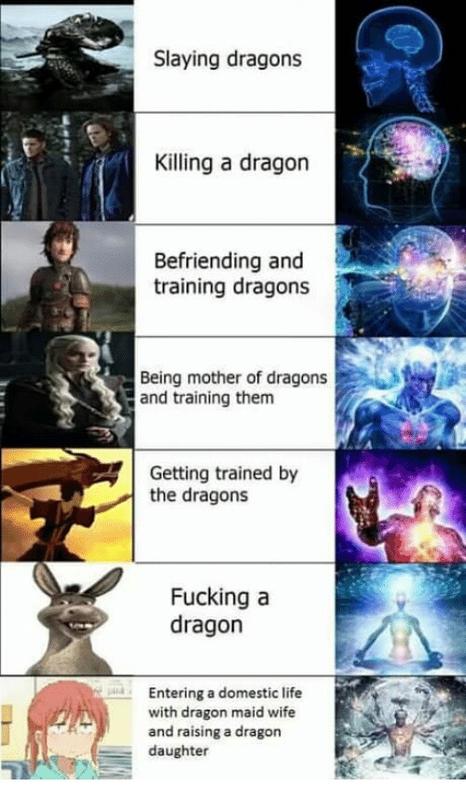 Slaying dragons
Killing a dragon
Befriending and
training dragons
Being mother of dragons
and training them
Getting trained by
the dragons
Fucking a
dragon
Entering a domestic life
with dragon maid wife
and raising a dragon
daughter